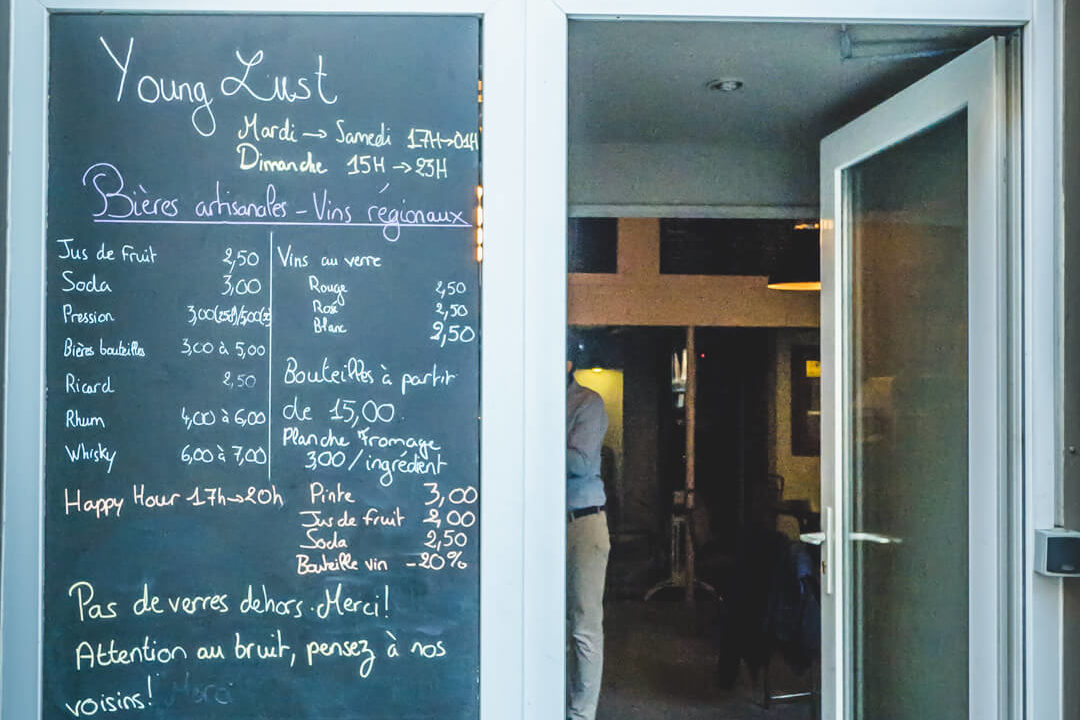 Young Lust
Mardi → Samedi 17H→01H
Dimanche 15H → 23H
Bières artisanales - Vins régionaux
Jus de fruit 2,50
Soda 3,00
Pression 3,00(25cl)/5,00
Bières bouteilles 3,00 à 5,00
Ricard 2,50
Rhum 4,00 à 6,00
Whisky 6,00 à 7,00
Vins au verre
Rouge 2,50
Rosé 2,50
Blanc 2,50
Bouteilles à partir
de 15,00.
Planche Fromage
3,00/ingrédient
Happy Hour 17h→20h
Pinte 3,00
Jus de fruit 2,00
Soda 2,50
Bouteille vin -20%
Pas de verres dehors. Merci!
Attention au bruit, pensez à nos
voisins! Merci